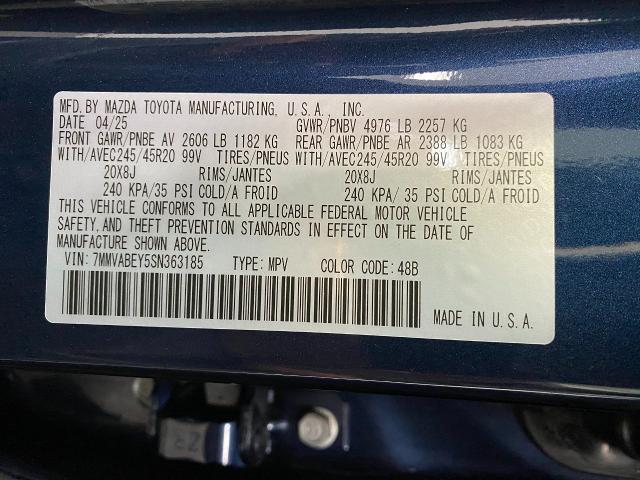 MFD. BY MAZDA TOYOTA MANUFACTURING, U.S.A., INC.
DATE 04/25 GVWR/PNBV 4976 LB 2257 KG
FRONT GAWR/PNBE AV 2606 LB 1182 KG REAR GAWR/PNBE AR 2388 LB 1083 KG
WITH/AVEC245/45R20 99V TIRES/PNEUS WITH/AVEC245/45R20 99V TIRES/PNEUS
20X8J RIMS/JANTES 20X8J RIMS/JANTES
240 KPA/35 PSI COLD/A FROID 240 KPA/35 PSI COLD/A FROID
THIS VEHICLE CONFORMS TO ALL APPLICABLE FEDERAL MOTOR VEHICLE
SAFETY,AND THEFT PREVENTION STANDARDS IN EFFECT ON THE DATE OF
MANUFACTURE SHOWN ABOVE.
VIN:7MMVABEY5SN363185 TYPE:MPV COLOR CODE:48B
MADE IN U.S.A.